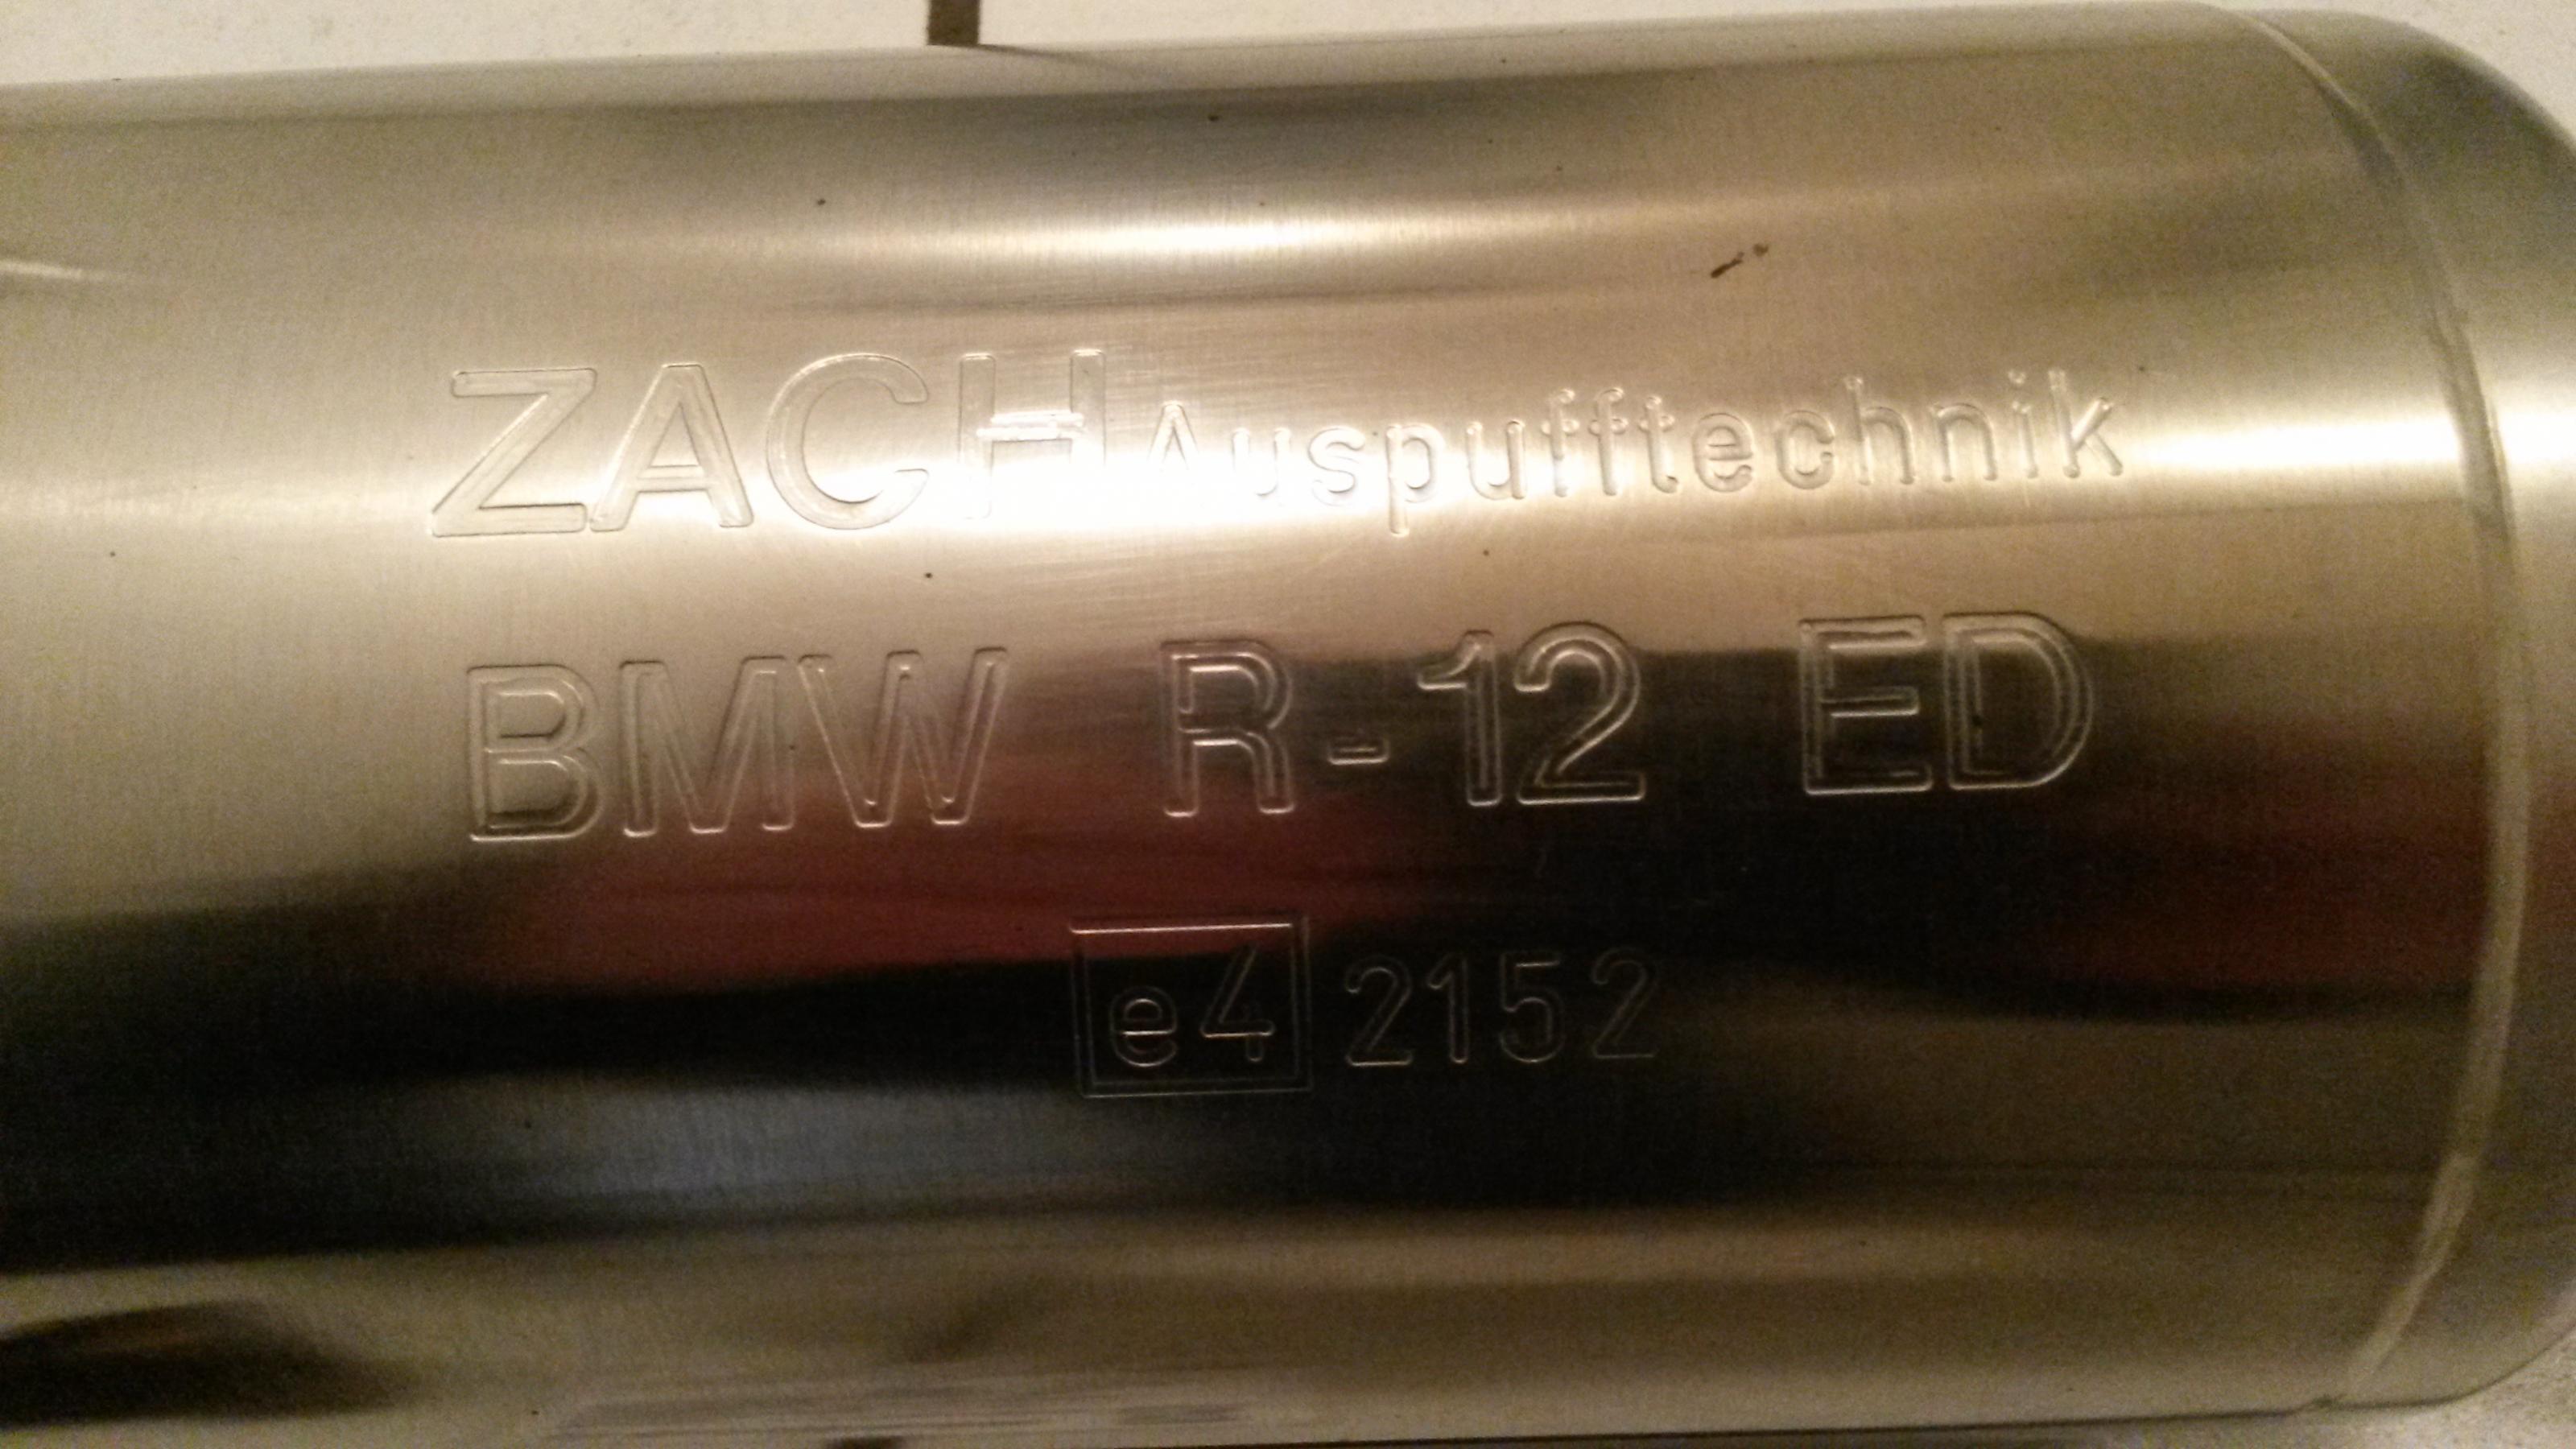 ZACH Auspufftechnik
BMW R-12 ED
e4 2152